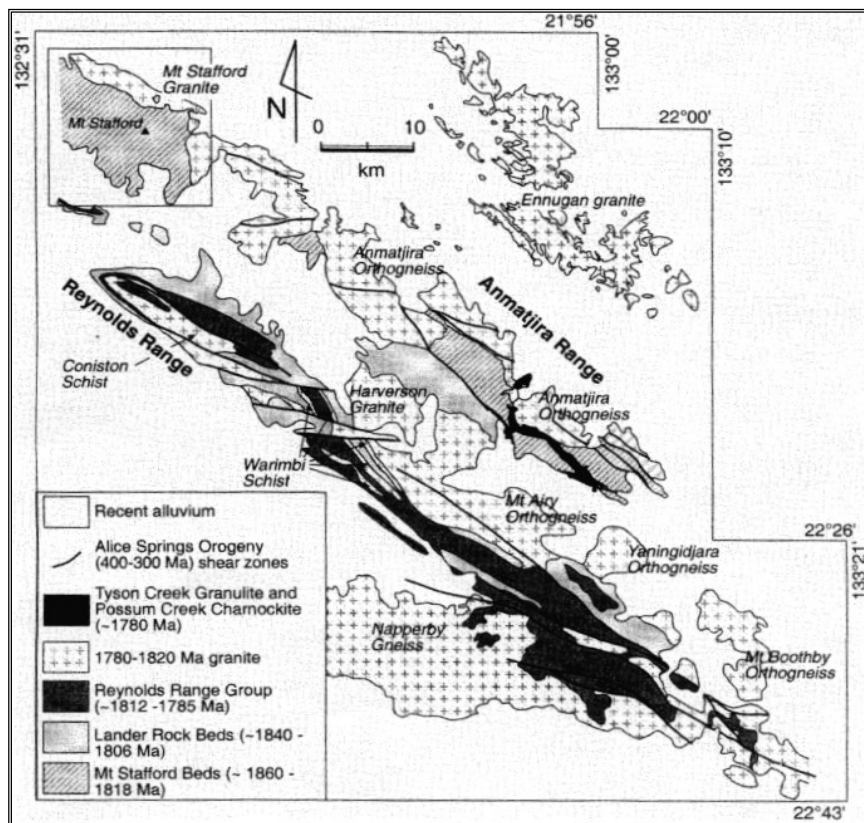 21°56'
132°31'
133°00'
Mt Stafford
Granite
Mt Stafford
N
0 10
km
22°00'
133°10'
Ennugan granite
Anmatjira
Orthogneiss
Reynolds Range
Anmatjira Range
Coniston
Schist
Harverson
Granite
Anmatjira
Orthogneiss
Warimbi
Schist
Mt Airy
Orthogneiss
22°26'
133°21'
Yaningidjara
Orthogneiss
Napperby
Gneiss
Mt Boothby
Orthogneiss
Recent alluvium
Alice Springs Orogeny
(400-300 Ma) shear zones
Tyson Creek Granulite and
Possum Creek Charnockite
(~1780 Ma)
1780-1820 Ma granite
Reynolds Range Group
(~1812 -1785 Ma)
Lander Rock Beds (~1840 -
1806 Ma)
Mt Stafford Beds (~ 1860 -
1818 Ma)
22°43'